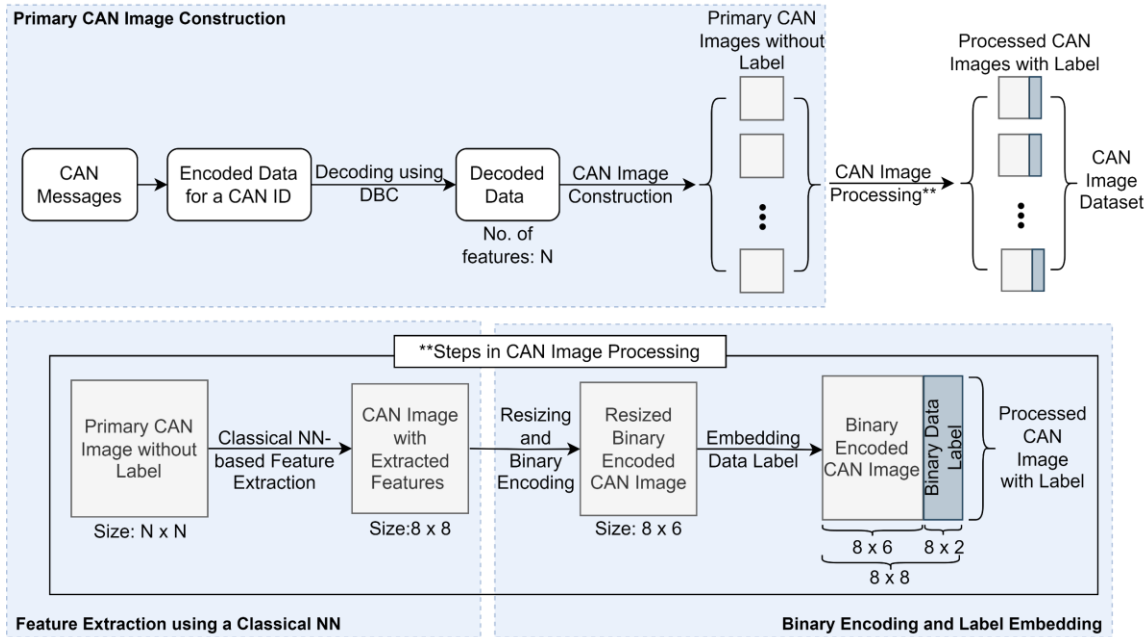 Primary CAN Image Construction
Primary CAN
Images without
Label
Processed CAN
Images with Label
CAN
Messages
Encoded Data
for a CAN ID
Decoding using
DBC
Decoded
Data
No. of
features: N
CAN Image
Construction
CAN Image
Processing**
CAN
Image
Dataset
**Steps in CAN Image Processing
Primary CAN
Image without
Label
Size: N x N
Classical NN-
based Feature
Extraction
CAN Image
with
Extracted
Features
Size:8 x 8
Resizing
and
Binary
Encoding
Resized
Binary
Encoded
CAN Image
Size: 8 x 6
Embedding
Data Label
Binary
Encoded
CAN Image
Binary Data
Label
Processed
CAN
Image
with Label
8 x 6
8 x 2
8 x 8
Feature Extraction using a Classical NN
Binary Encoding and Label Embedding